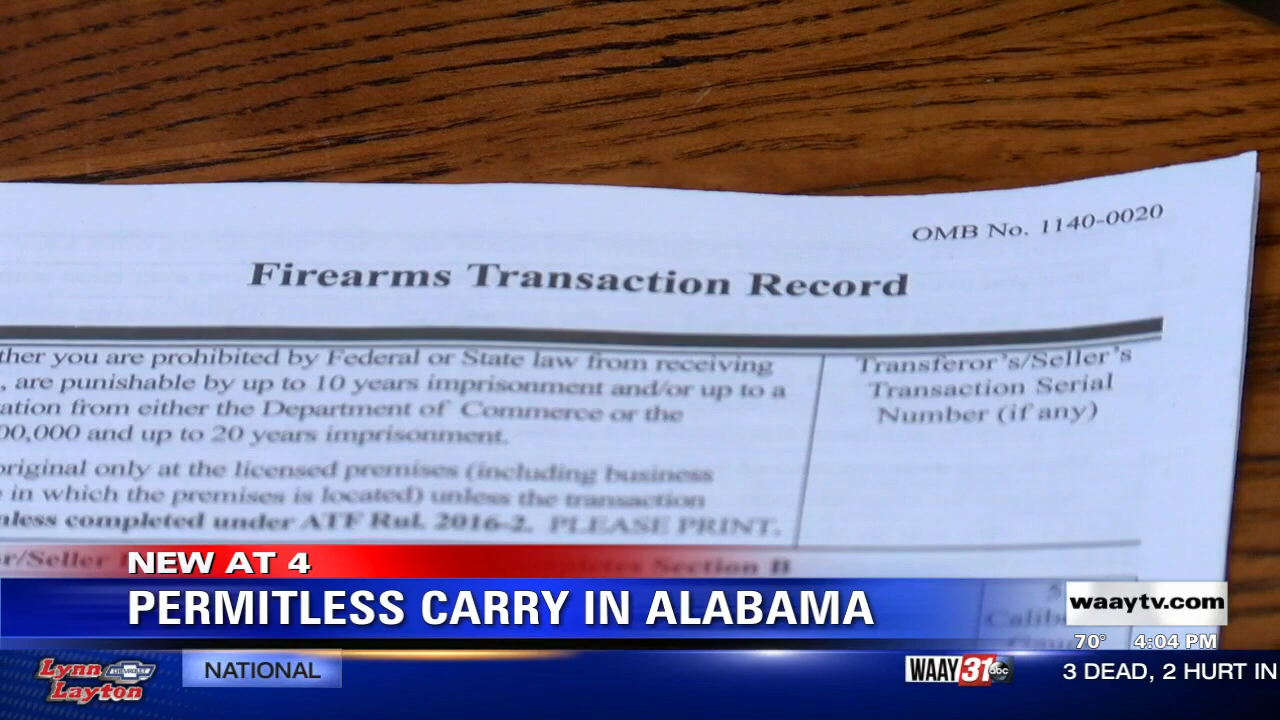 OMB No. 1140-0020
Firearms Transaction Record
ther you are prohibited by Federal or State law from receiving
, are punishable by up to 10 years imprisonment and/or up to a
ation from either the Department of Commerce or the
00,000 and up to 20 years imprisonment.
original only at the licensed premises (including business
in which the premises is located) unless the transaction
nless completed under ATF Rul. 2016-2. PLEASE PRINT.
Transferor's/Seller's
Transaction Serial
Number (if any)
r/Seller
Section B
NEW AT 4
PERMITLESS CARRY IN ALABAMA
waaytv.com
70° 4:04 PM
Lynn
CHEVROLET
Layton
NATIONAL
WAAY 31 abc
3 DEAD, 2 HURT IN